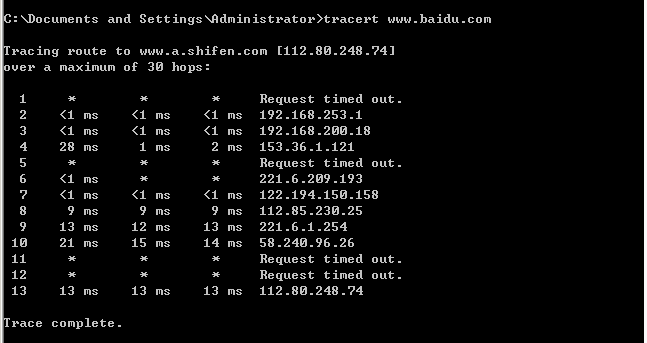 C:\Documents and Settings\Administrator>tracert www.baidu.com
Tracing route to www.a.shifen.com [112.80.248.74]
over a maximum of 30 hops:
1 * * * Request timed out.
2 <1 ms <1 ms <1 ms 192.168.253.1
3 <1 ms <1 ms <1 ms 192.168.200.18
4 28 ms 1 ms 2 ms 153.36.1.121
5 * * * Request timed out.
6 <1 ms * * 221.6.209.193
7 <1 ms <1 ms <1 ms 122.194.150.158
8 9 ms 9 ms 9 ms 112.85.230.25
9 13 ms 12 ms 13 ms 221.6.1.254
10 21 ms 15 ms 14 ms 58.240.96.26
11 * * * Request timed out.
12 * * * Request timed out.
13 13 ms 13 ms 13 ms 112.80.248.74
Trace complete.